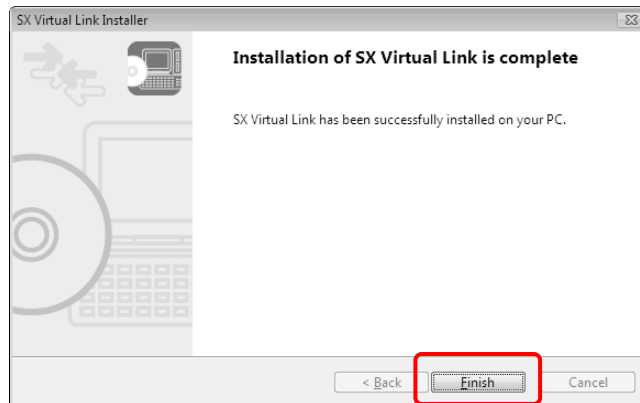 SX Virtual Link Installer
Installation of SX Virtual Link is complete
SX Virtual Link has been successfully installed on your PC.
< Back Finish Cancel